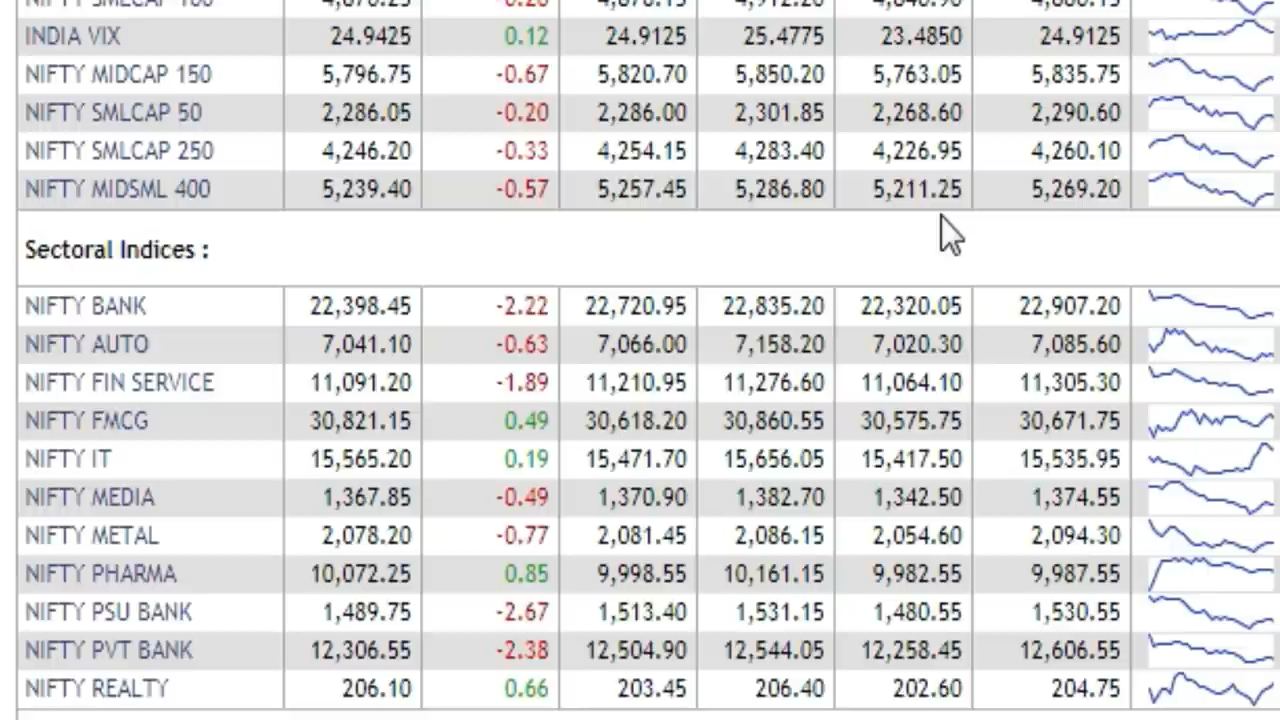 INDIA VIX 24.9425 0.12 24.9125 25.4775 23.4850 24.9125
NIFTY MIDCAP 150 5,796.75 -0.67 5,820.70 5,850.20 5,763.05 5,835.75
NIFTY SMLCAP 50 2,286.05 -0.20 2,286.00 2,301.85 2,268.60 2,290.60
NIFTY SMLCAP 250 4,246.20 -0.33 4,254.15 4,283.40 4,226.95 4,260.10
NIFTY MIDSML 400 5,239.40 -0.57 5,257.45 5,286.80 5,211.25 5,269.20
Sectoral Indices :
NIFTY BANK 22,398.45 -2.22 22,720.95 22,835.20 22,320.05 22,907.20
NIFTY AUTO 7,041.10 -0.63 7,066.00 7,158.20 7,020.30 7,085.60
NIFTY FIN SERVICE 11,091.20 -1.89 11,210.95 11,276.60 11,064.10 11,305.30
NIFTY FMCG 30,821.15 0.49 30,618.20 30,860.55 30,575.75 30,671.75
NIFTY IT 15,565.20 0.19 15,471.70 15,656.05 15,417.50 15,535.95
NIFTY MEDIA 1,367.85 -0.49 1,370.90 1,382.70 1,342.50 1,374.55
NIFTY METAL 2,078.20 -0.77 2,081.45 2,086.15 2,054.60 2,094.30
NIFTY PHARMA 10,072.25 0.85 9,998.55 10,161.15 9,982.55 9,987.55
NIFTY PSU BANK 1,489.75 -2.67 1,513.40 1,531.15 1,480.55 1,530.55
NIFTY PVT BANK 12,306.55 -2.38 12,504.90 12,544.05 12,258.45 12,606.55
NIFTY REALTY 206.10 0.66 203.45 206.40 202.60 204.75